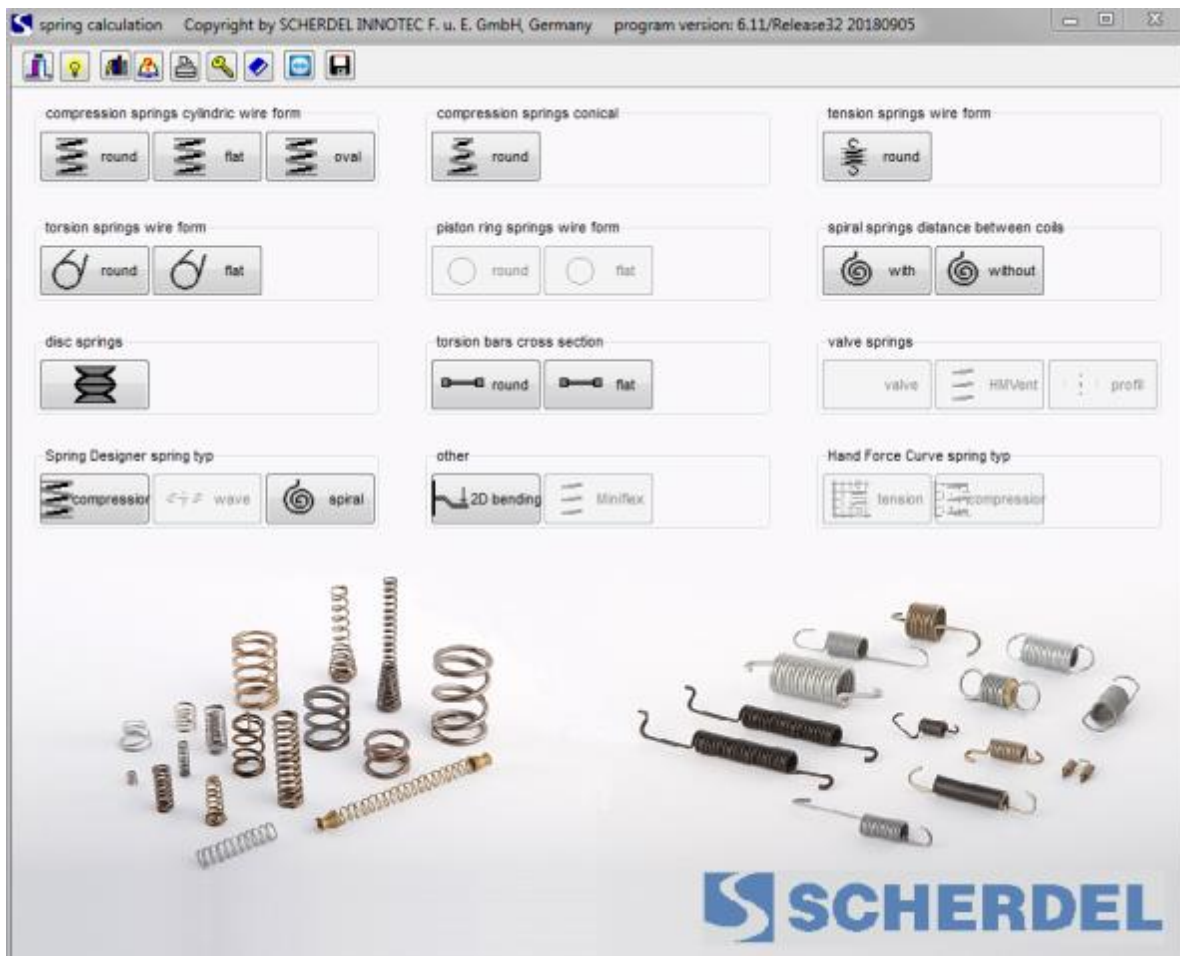 spring calculation Copyright by SCHERDEL INNOTEC F. u. E. GmbH, Germany program version: 6.11/Release32 20180905
compression springs cylindric wire form
round
flat
oval
compression springs conical
round
tension springs wire form
round
torsion springs wire form
round
flat
piston ring springs wire form
round
flat
spiral springs distance between coils
with
without
disc springs
torsion bars cross section
round
flat
valve springs
valve
HMVent
profil
Spring Designer spring typ
compression
wave
spiral
other
2D bending
Miniflex
Hand Force Curve spring typ
tension
compression
SCHERDEL